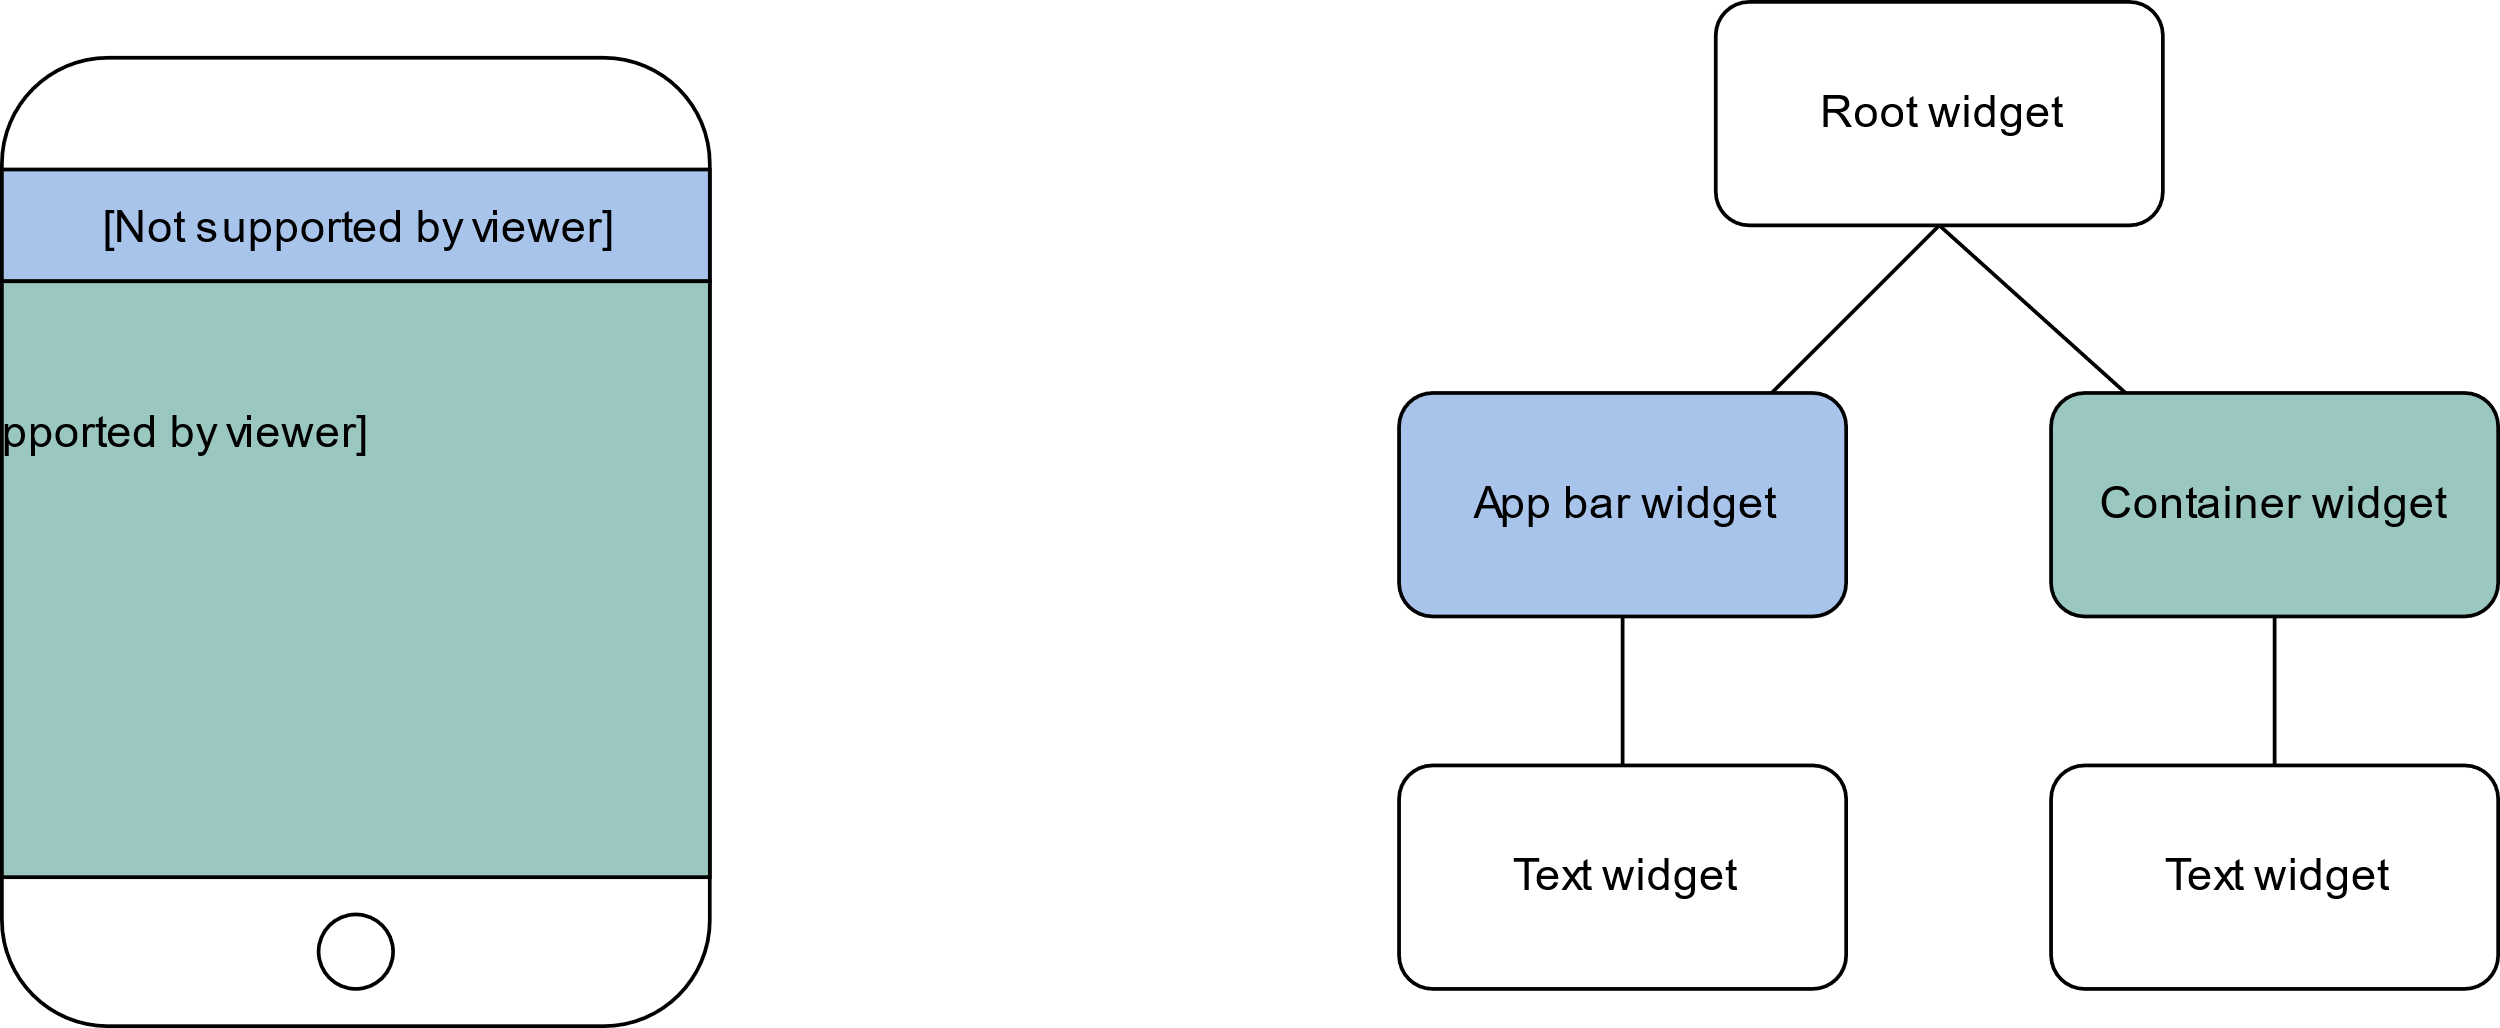 Root widget
[Not supported by viewer]
pported by viewer]
App bar widget
Container widget
Text widget
Text widget